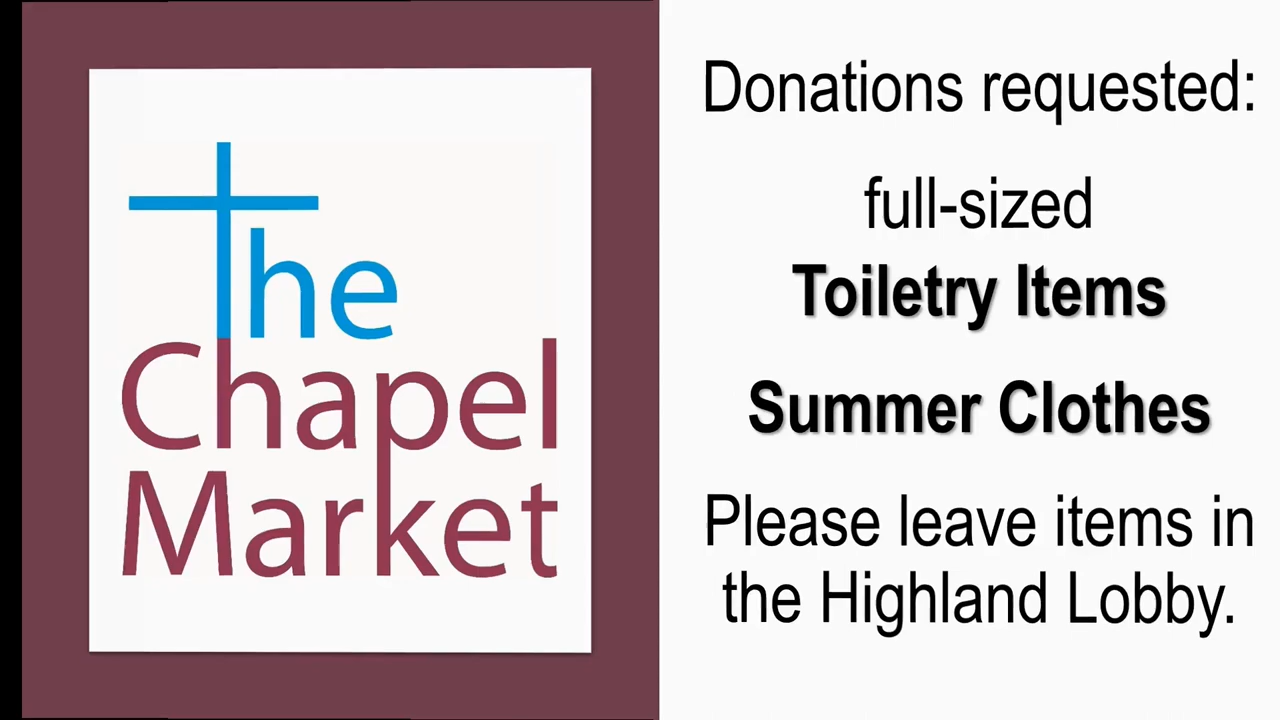 The
Chapel
Market
Donations requested:
full-sized
Toiletry Items
Summer Clothes
Please leave items in
the Highland Lobby.